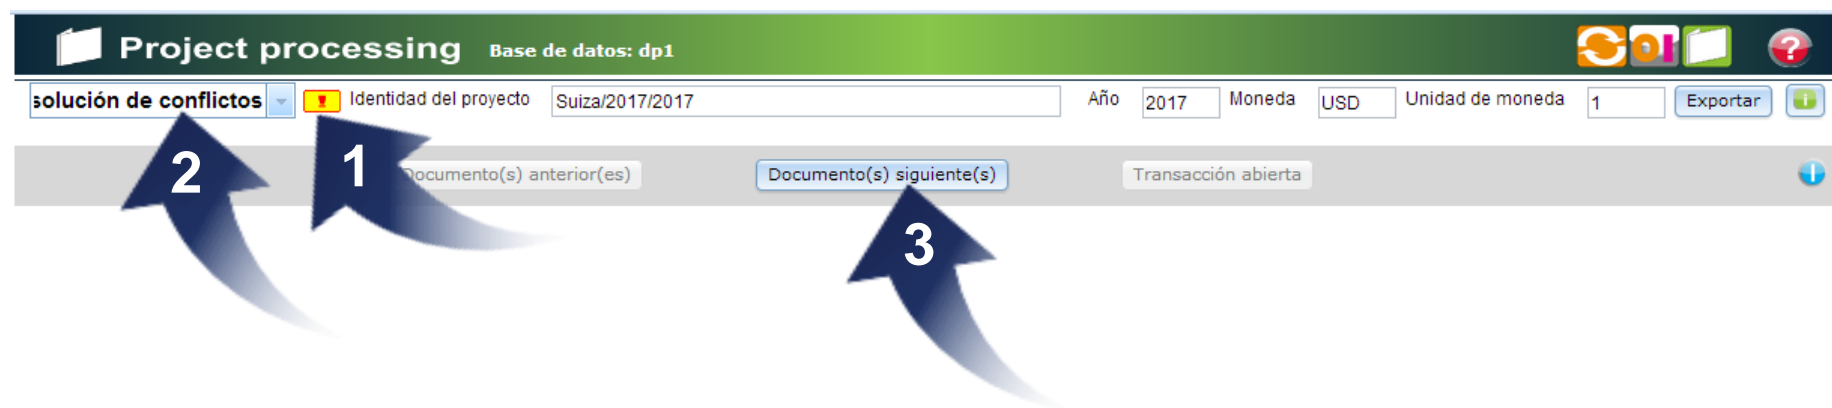 Project processing Base de datos: dp1
solución de conflictos ! Identidad del proyecto Suiza/2017/2017 Año 2017 Moneda USD Unidad de moneda 1 Exportar i
2 1 Documento(s) anterior(es) Documento(s) siguiente(s) Transacción abierta i
3